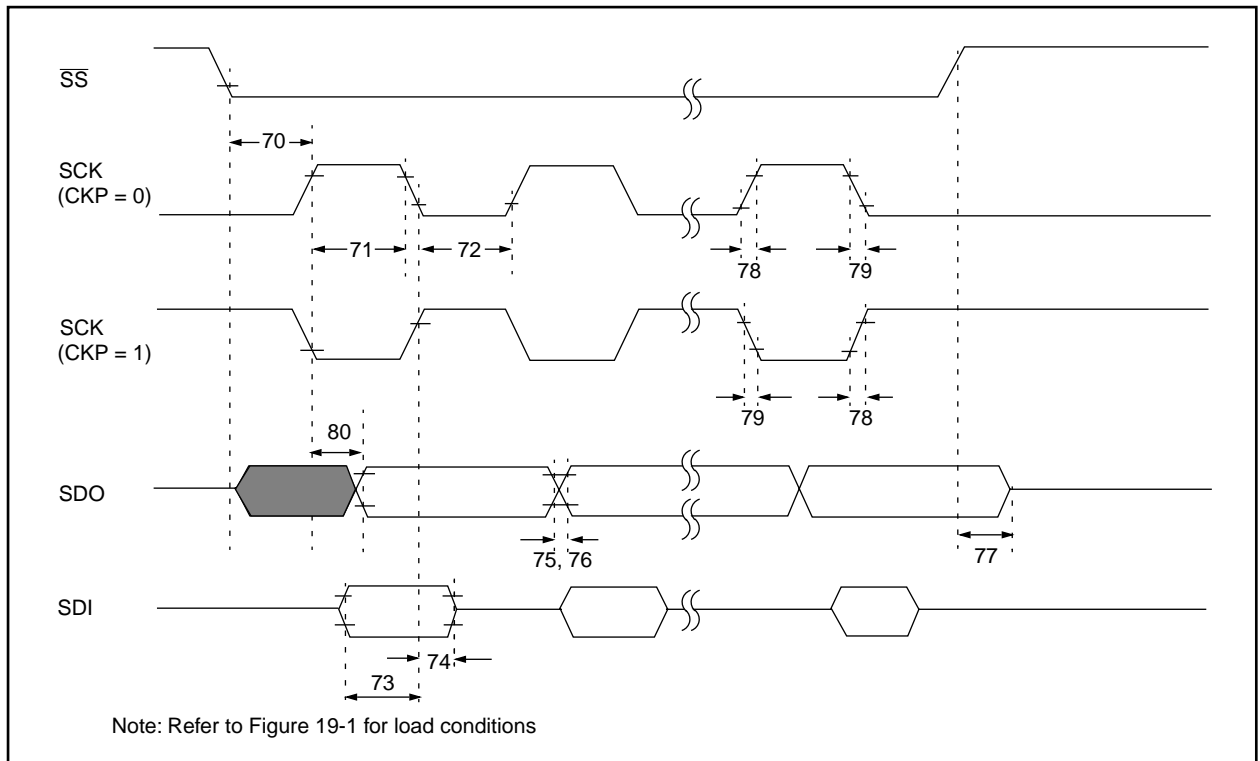 SS
70
SCK
(CKP = 0)
71
72
78
79
SCK
(CKP = 1)
79
78
80
SDO
75, 76
77
SDI
74
73
Note: Refer to Figure 19-1 for load conditions